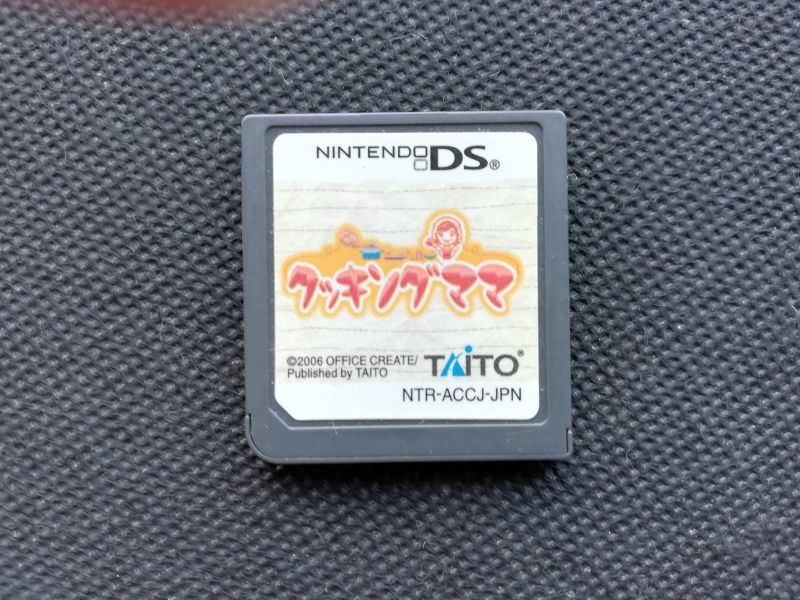 NINTENDO DS®
クッキングママ
©2006 OFFICE CREATE/
Published by TAITO
TAITO®
NTR-ACCJ-JPN